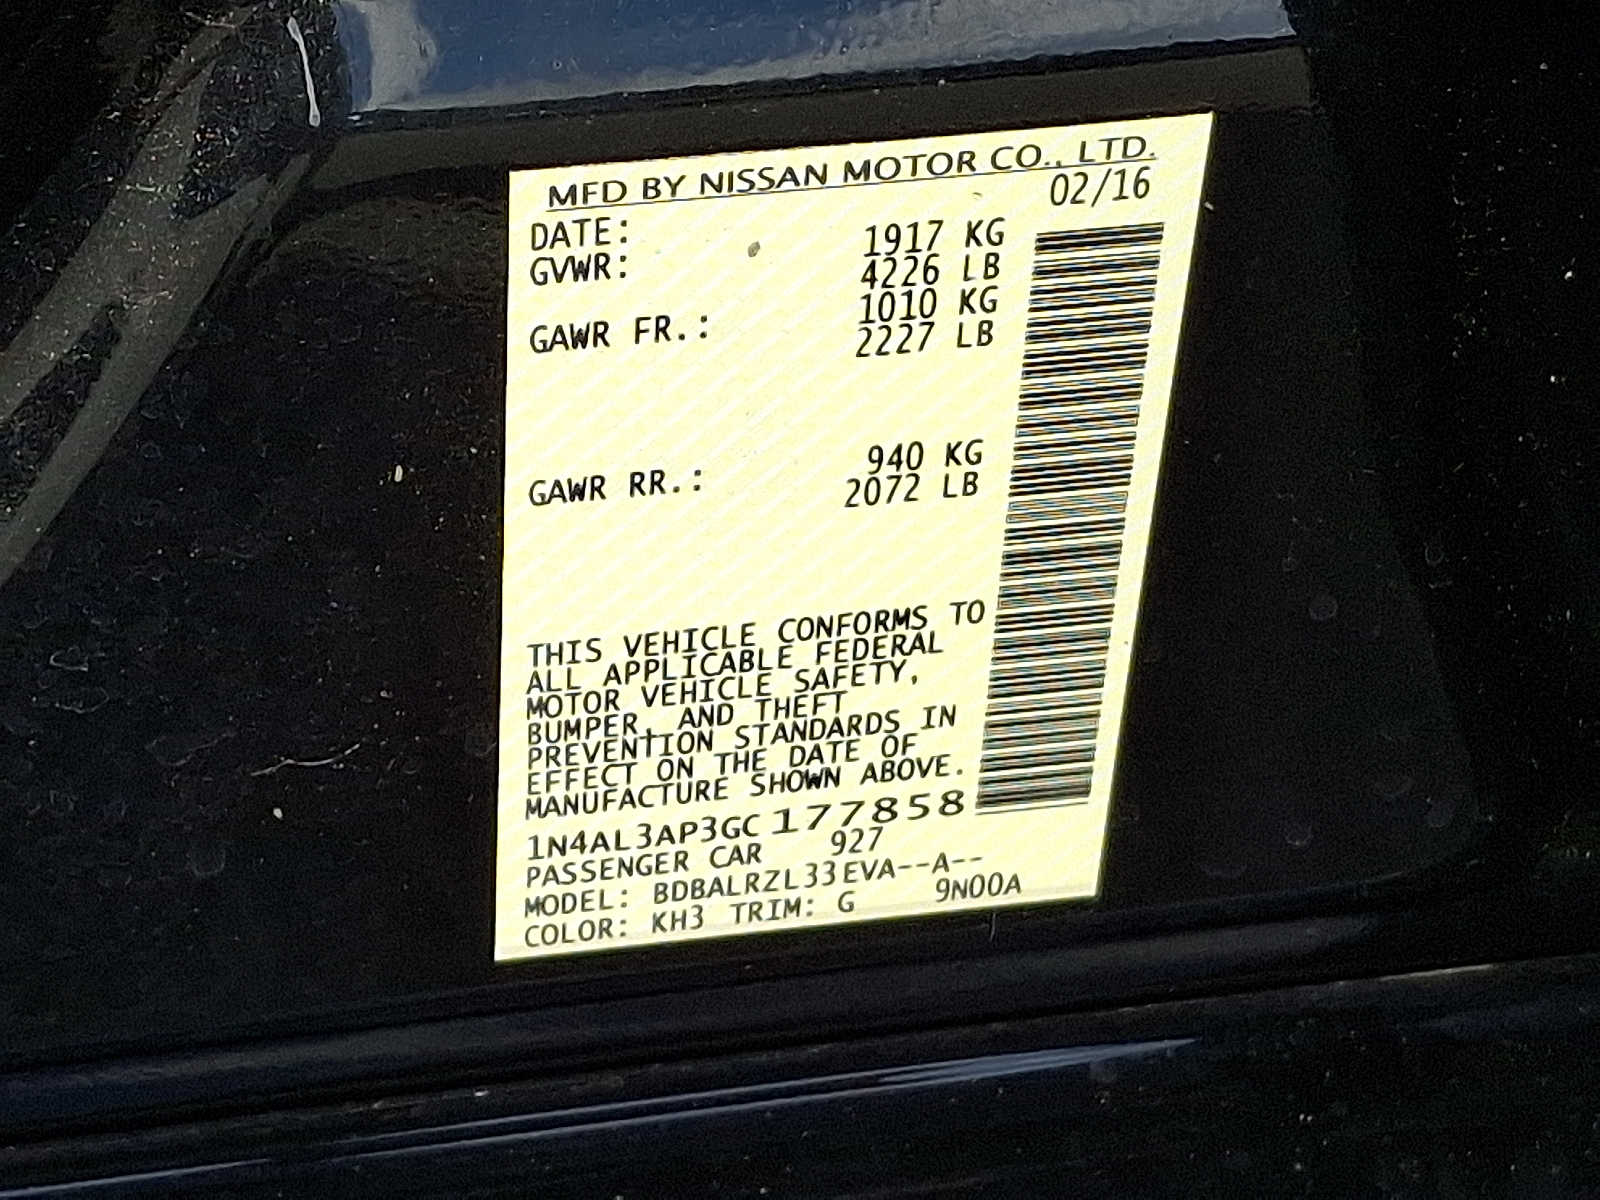 MFD BY NISSAN MOTOR CO., LTD.
DATE: 02/16
GVWR: 1917 KG
4226 LB
GAWR FR.: 1010 KG
2227 LB
GAWR RR.: 940 KG
2072 LB
THIS VEHICLE CONFORMS TO
ALL APPLICABLE FEDERAL
MOTOR VEHICLE SAFETY,
BUMPER, AND THEFT
PREVENTION STANDARDS IN
EFFECT ON THE DATE OF
MANUFACTURE SHOWN ABOVE.
1N4AL3AP3GC177858
PASSENGER CAR 927
MODEL: BDBALRZL33EVA--A--
COLOR: KH3 TRIM: G 9N00A